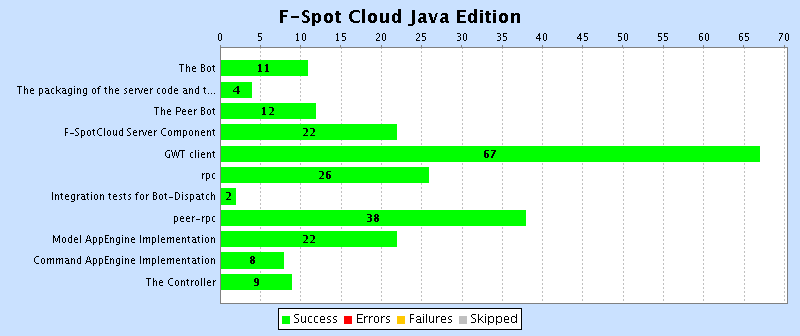 F-Spot Cloud Java Edition
0 5 10 15 20 25 30 35 40 45 50 55 60 65 70
The Bot 11
The packaging of the server code and t... 4
The Peer Bot 12
F-SpotCloud Server Component 22
GWT client 67
rpc 26
Integration tests for Bot-Dispatch 2
peer-rpc 38
Model AppEngine Implementation 22
Command AppEngine Implementation 8
The Controller 9
Success Errors Failures Skipped